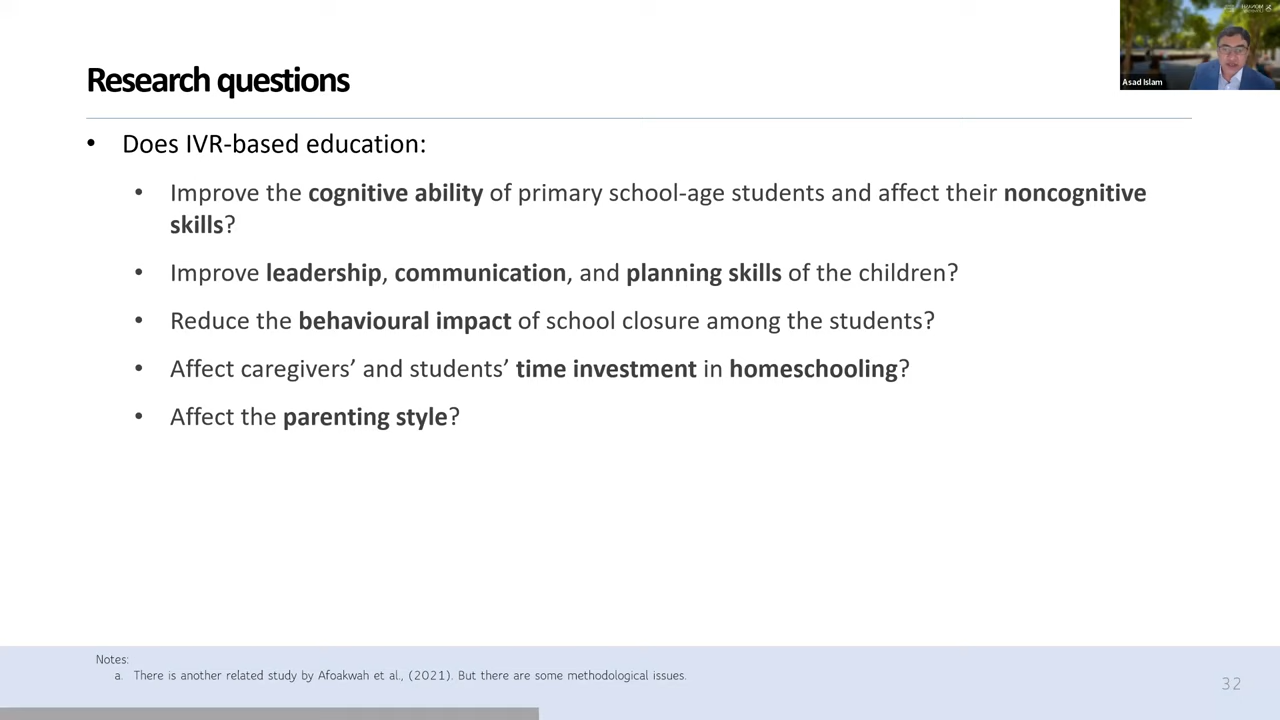 Research questions
Asad Islam
• Does IVR-based education:
• Improve the cognitive ability of primary school-age students and affect their noncognitive
skills?
• Improve leadership, communication, and planning skills of the children?
• Reduce the behavioural impact of school closure among the students?
• Affect caregivers’ and students’ time investment in homeschooling?
• Affect the parenting style?
Notes:
a. There is another related study by Afoakwah et al., (2021). But there are some methodological issues.
32